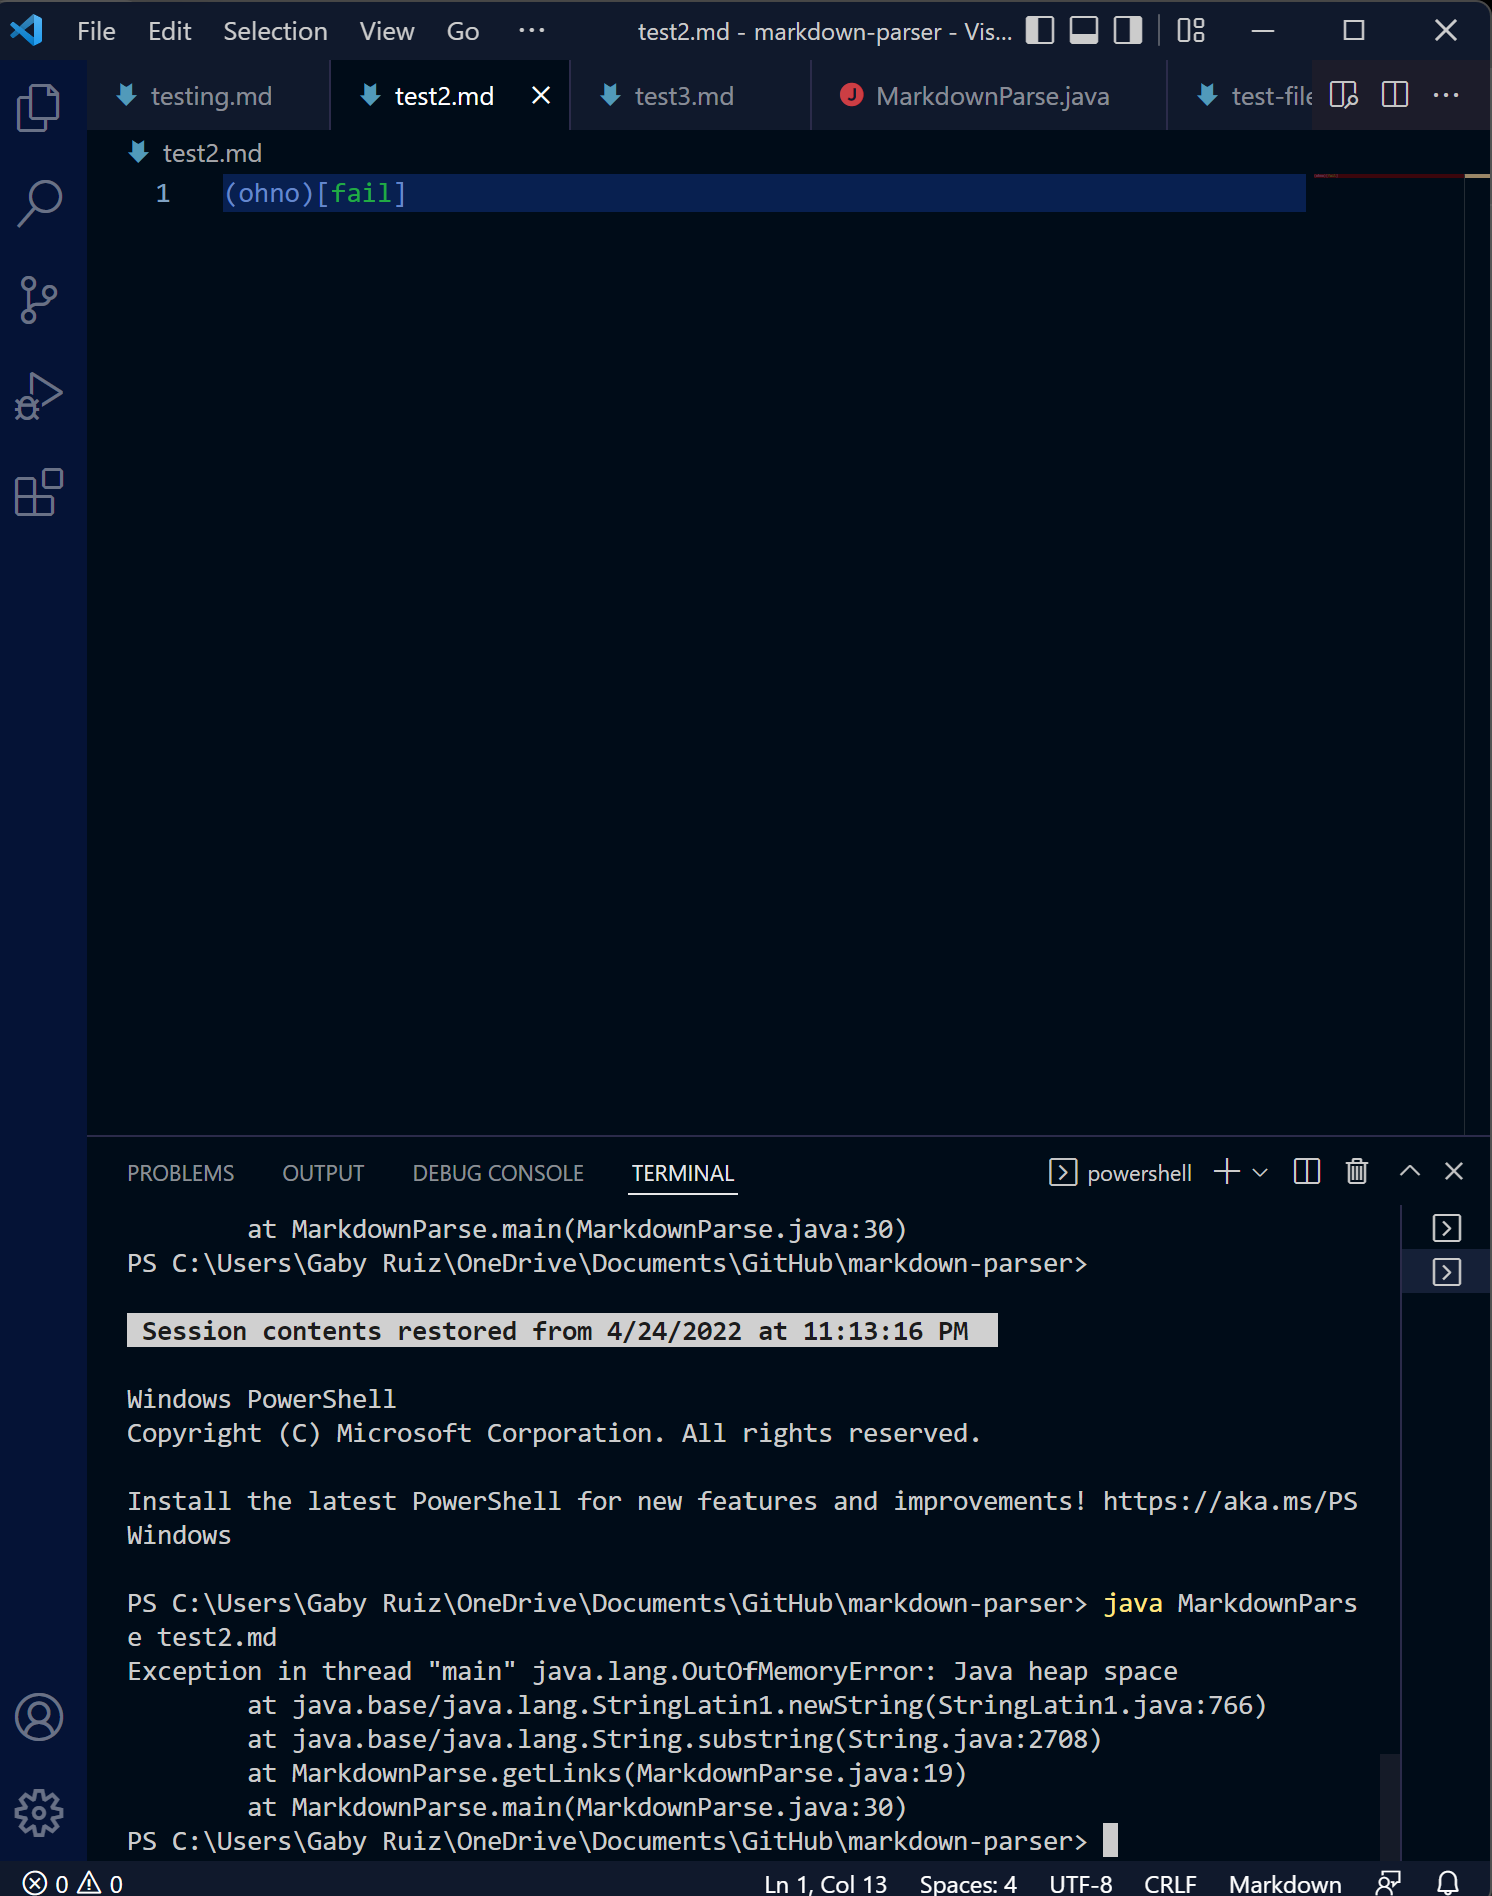 File Edit Selection View Go ··· test2.md - markdown-parser - Vis...
testing.md test2.md test3.md MarkdownParse.java test-file ···
test2.md
1 (ohno)[fail]
PROBLEMS OUTPUT DEBUG CONSOLE TERMINAL powershell
at MarkdownParse.main(MarkdownParse.java:30)
PS C:\Users\Gaby Ruiz\OneDrive\Documents\GitHub\markdown-parser>
Session contents restored from 4/24/2022 at 11:13:16 PM
Windows PowerShell
Copyright (C) Microsoft Corporation. All rights reserved.
Install the latest PowerShell for new features and improvements! https://aka.ms/PS
Windows
PS C:\Users\Gaby Ruiz\OneDrive\Documents\GitHub\markdown-parser> java MarkdownPars
e test2.md
Exception in thread "main" java.lang.OutOfMemoryError: Java heap space
at java.base/java.lang.StringLatin1.newString(StringLatin1.java:766)
at java.base/java.lang.String.substring(String.java:2708)
at MarkdownParse.getLinks(MarkdownParse.java:19)
at MarkdownParse.main(MarkdownParse.java:30)
PS C:\Users\Gaby Ruiz\OneDrive\Documents\GitHub\markdown-parser>
0 0 Ln 1, Col 13 Spaces: 4 UTF-8 CRLF Markdown